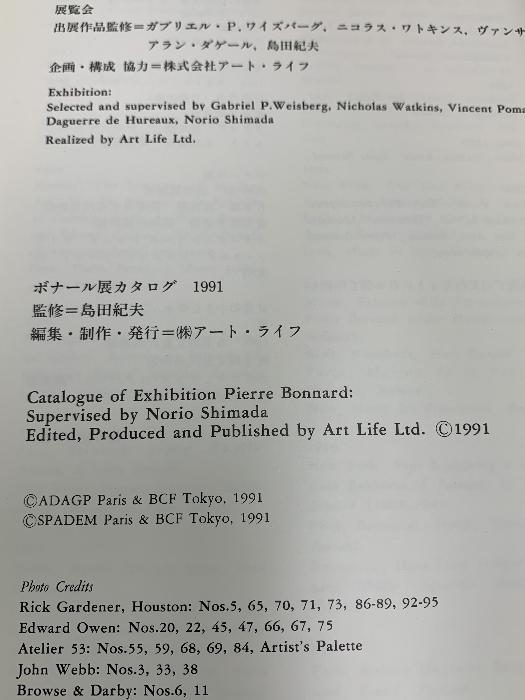 展覧会
出展作品監修＝ガブリエル・P.ワイズバーグ、ニコラス・ワトキンス、ヴァンサ
アラン・ダゲール、島田紀夫
企画・構成 協力＝株式会社アート・ライフ
Exhibition:
Selected and supervised by Gabriel P.Weisberg, Nicholas Watkins, Vincent Poma
Daguerre de Hureaux, Norio Shimada
Realized by Art Life Ltd.
ボナール展カタログ 1991
監修＝島田紀夫
編集・制作・発行＝㈱アート・ライフ
Catalogue of Exhibition Pierre Bonnard:
Supervised by Norio Shimada
Edited, Produced and Published by Art Life Ltd. ©1991
©ADAGP Paris & BCF Tokyo, 1991
©SPADEM Paris & BCF Tokyo, 1991
Photo Credits
Rick Gardener, Houston: Nos.5, 65, 70, 71, 73, 86-89, 92-95
Edward Owen: Nos.20, 22, 45, 47, 66, 67, 75
Atelier 53: Nos.55, 59, 68, 69, 84, Artist's Palette
John Webb: Nos.3, 33, 38
Browse & Darby: Nos.6, 11